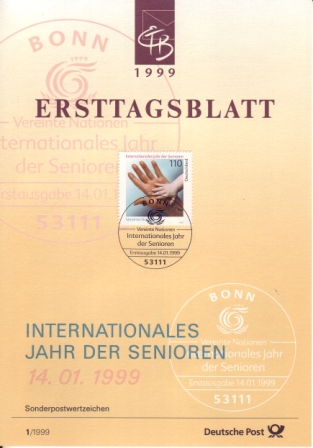 ETB
1999
ERSTTAGSBLATT
BONN
Vereinte Nationen
Internationales Jahr
der Senioren
Erstausgabe 14.01.1999
53111
Internationales Jahr der Senioren
110
Deutschland
BONN
Vereinte Nationen
Internationales Jahr
der Senioren
Erstausgabe 14.01.1999
53111
INTERNATIONALES
JAHR DER SENIOREN
14. 01. 1999
BONN
Vereinte Nationen
Internationales Jahr
der Senioren
Erstausgabe 14.01.1999
53111
Sonderpostwertzeichen
1/1999
Deutsche Post